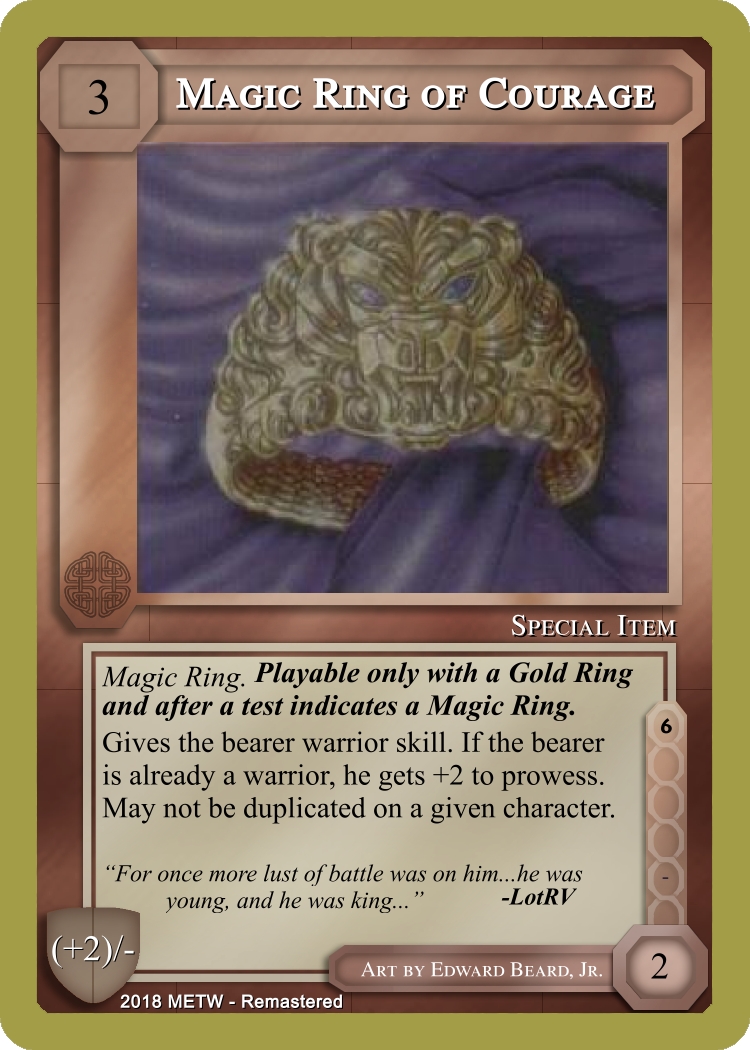 3
Magic Ring of Courage
Special Item
Magic Ring. Playable only with a Gold Ring
and after a test indicates a Magic Ring.
Gives the bearer warrior skill. If the bearer
is already a warrior, he gets +2 to prowess.
May not be duplicated on a given character.
6
-
“For once more lust of battle was on him...he was
young, and he was king...” -LotRV
(+2)/-
Art by Edward Beard, Jr.
2
2018 METW - Remastered